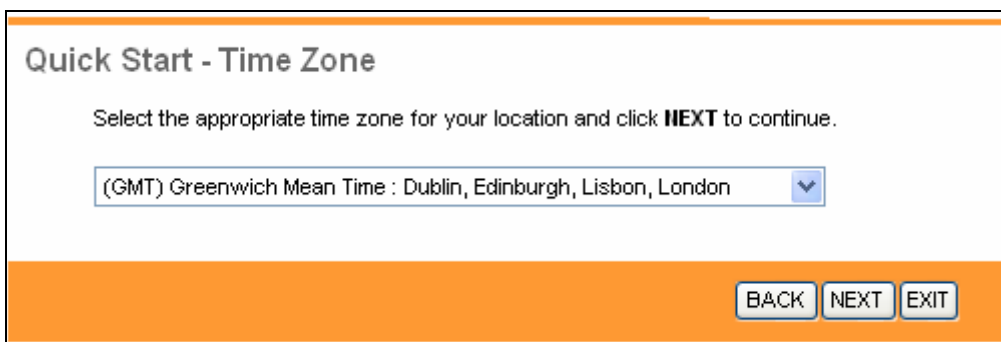 Quick Start - Time Zone
Select the appropriate time zone for your location and click NEXT to continue.
(GMT) Greenwich Mean Time : Dublin, Edinburgh, Lisbon, London
BACK NEXT EXIT